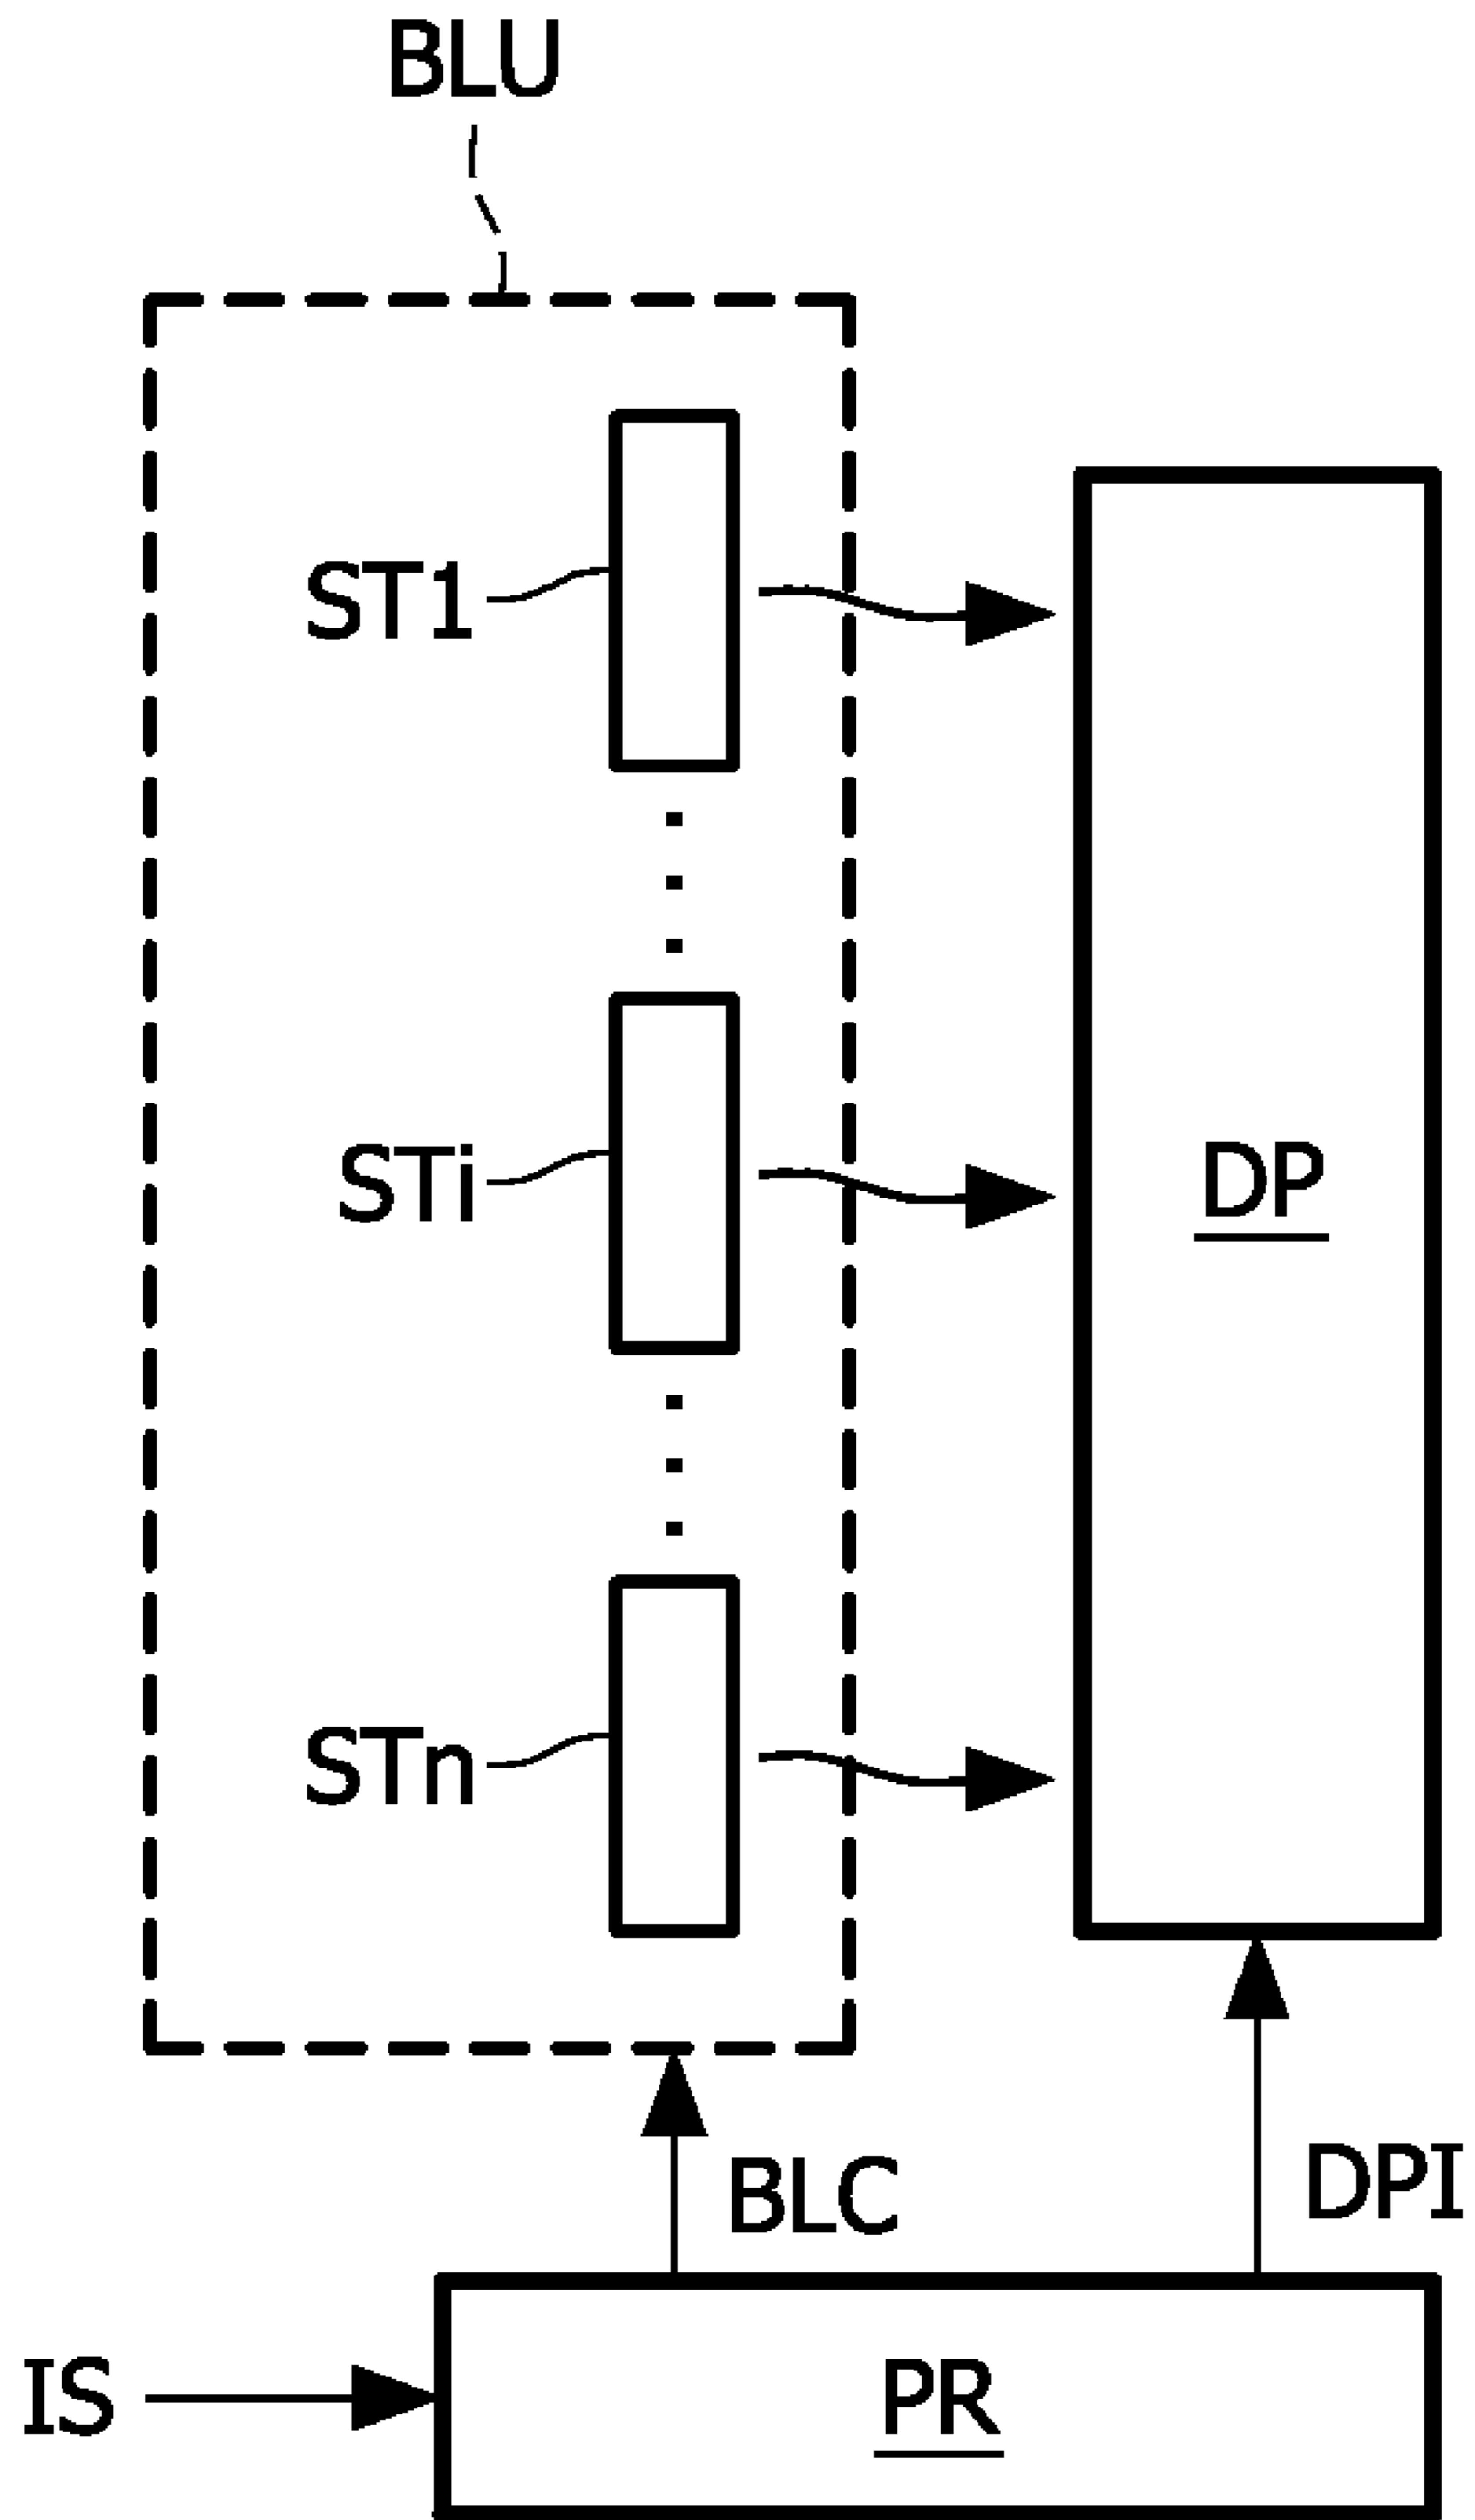 BLU
ST1
STi
DP
STn
BLC
DPI
IS
PR